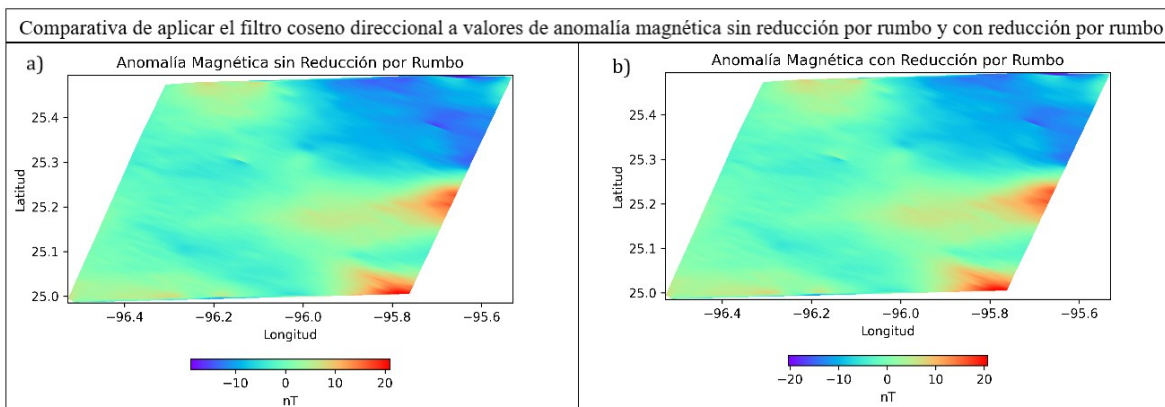 Comparativa de aplicar el filtro coseno direccional a valores de anomalía magnética sin reducción por rumbo y con reducción por rumbo
a)
Anomalía Magnética sin Reducción por Rumbo
Latitud
25.4
25.3
25.2
25.1
25.0
−96.4 −96.2 −96.0 −95.8 −95.6
Longitud
−10 0 10 20
nT
b)
Anomalía Magnética con Reducción por Rumbo
Latitud
25.4
25.3
25.2
25.1
25.0
−96.4 −96.2 −96.0 −95.8 −95.6
Longitud
−20 −10 0 10 20
nT